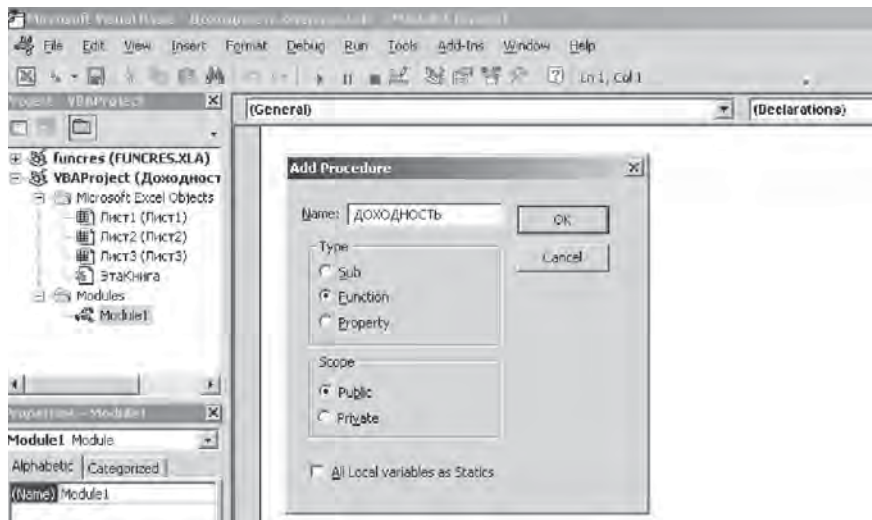 File Edit View Insert Format Debug Run Tools Add-Ins Window Help
Ln 1, Col 1
(General)
(Declarations)
funcres (FUNCRES.XLA)
VBAProject (Доходност
Microsoft Excel Objects
Лист1 (Лист1)
Лист2 (Лист2)
Лист3 (Лист3)
ЭтаКнига
Modules
Module1
Module1 Module
Alphabetic Categorized
(Name) Module1
Add Procedure
Name: ДОХОДНОСТЬ
OK
Cancel
Type
Sub
Function
Property
Scope
Public
Private
All Local variables as Statics